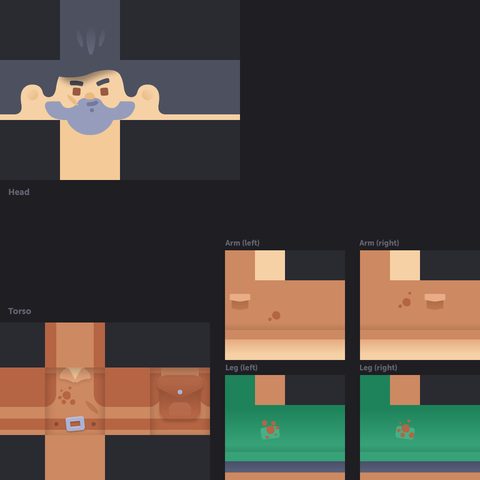 Head
Arm (left)
Arm (right)
Torso
Leg (left)
Leg (right)